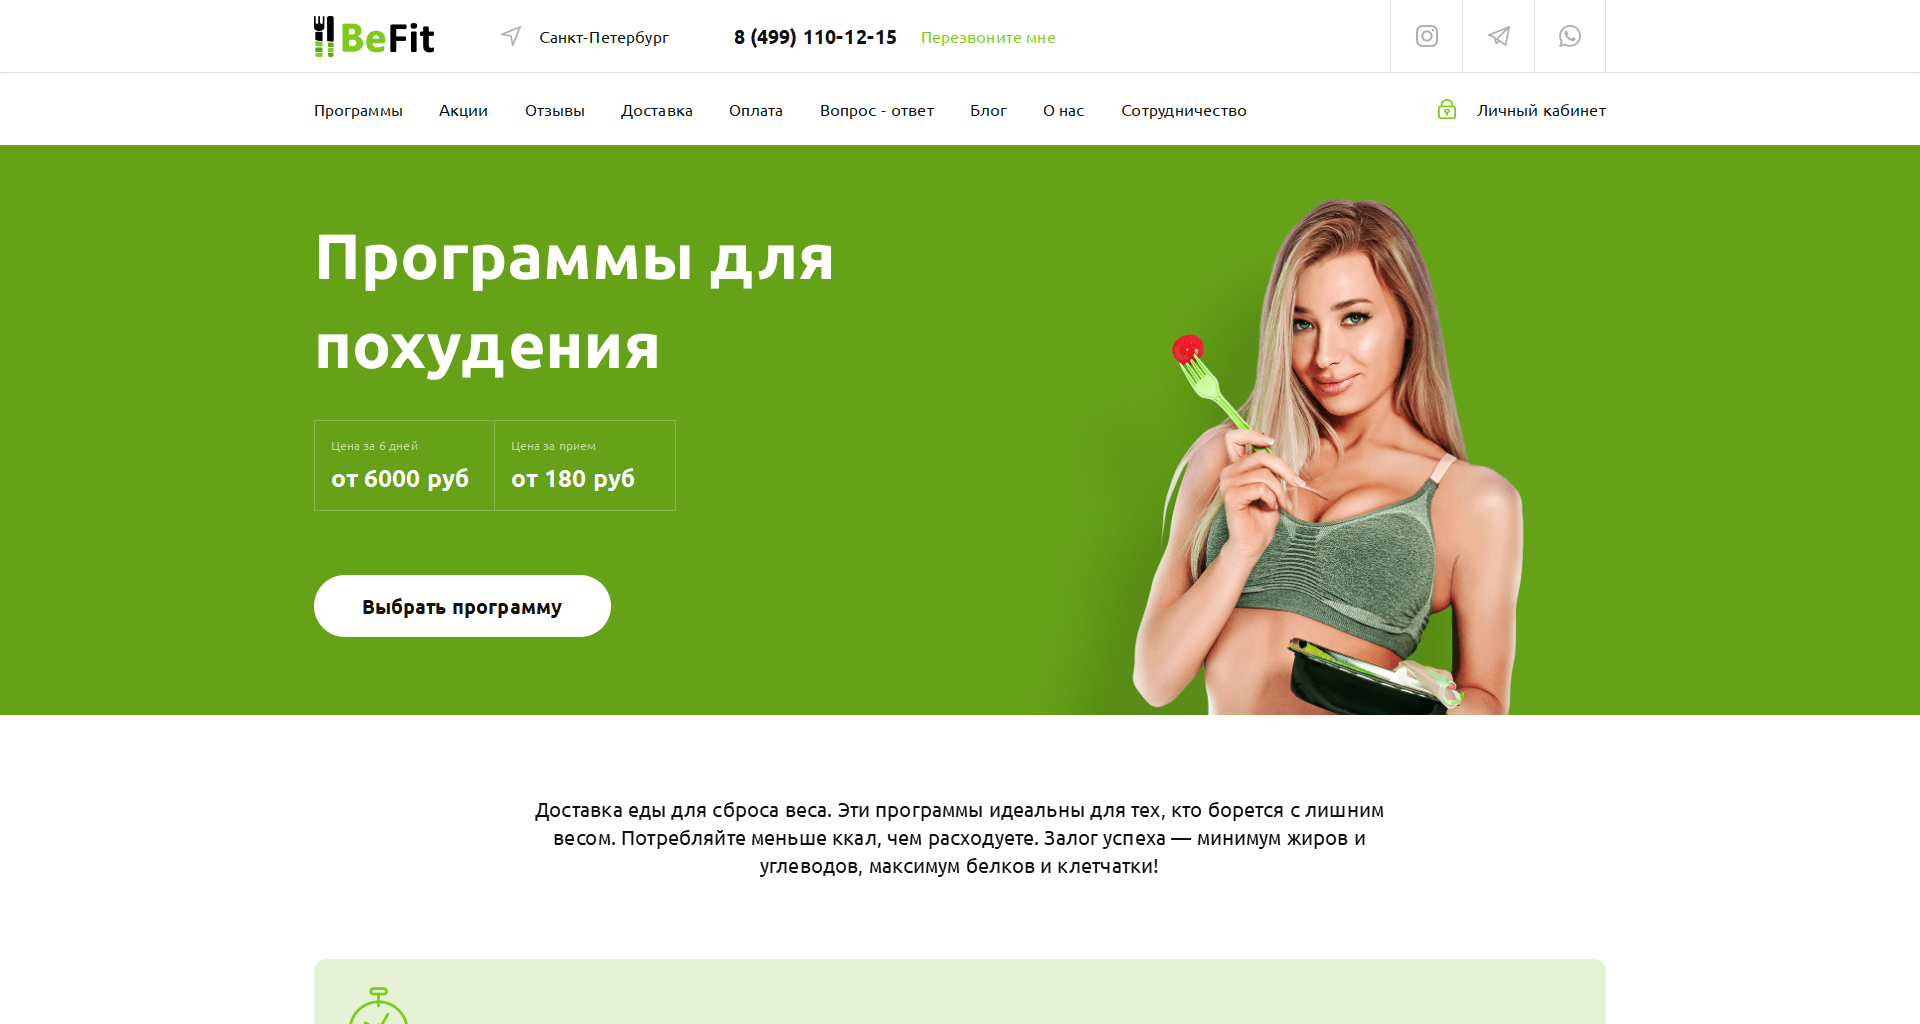 BeFit
Санкт-Петербург
8 (499) 110-12-15
Перезвоните мне
Программы
Акции
Отзывы
Доставка
Оплата
Вопрос - ответ
Блог
О нас
Сотрудничество
Личный кабинет
Программы для
похудения
Цена за 6 дней
от 6000 руб
Цена за прием
от 180 руб
Выбрать программу
Доставка еды для сброса веса. Эти программы идеальны для тех, кто борется с лишним
весом. Потребляйте меньше ккал, чем расходуете. Залог успеха — минимум жиров и
углеводов, максимум белков и клетчатки!